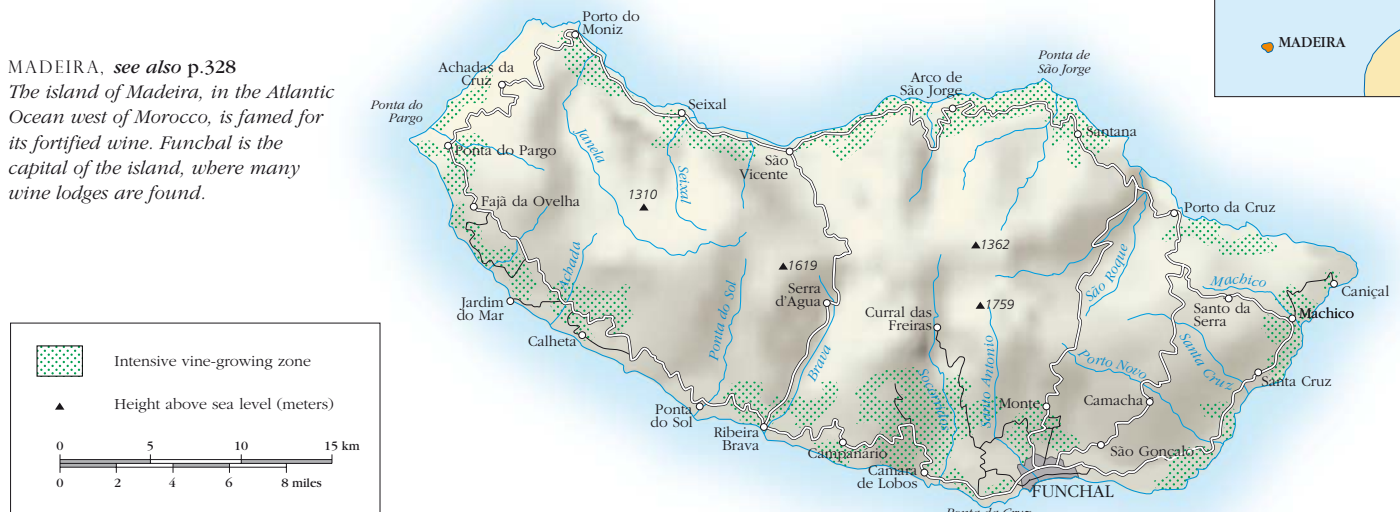 MADEIRA, see also p.328
The island of Madeira, in the Atlantic
Ocean west of Morocco, is famed for
its fortified wine. Funchal is the
capital of the island, where many
wine lodges are found.
MADEIRA
Porto do
Moniz
Achadas da
Cruz
Ponta do
Pargo
Ponta do Pargo
Fajã da Ovelha
Janela
Seixal
Seixal
1310
São
Vicente
Arco de
São Jorge
Ponta de
São Jorge
Santana
Porto da Cruz
1362
1619
1759
Achada
Jardim
do Mar
Calheta
Ponta do Sol
Serra
d'Agua
Brava
Curral das
Freiras
Socorridos
Santo Antonio
São Roque
Machico
Santo da
Serra
Caniçal
Machico
Santa Cruz
Santa Cruz
Porto Novo
Camacha
Monte
São Gonçalo
Ponta
do Sol
Ribeira
Brava
Campanário
Câmara
de Lobos
FUNCHAL
Intensive vine-growing zone
Height above sea level (meters)
0 5 10 15 km
0 2 4 6 8 miles